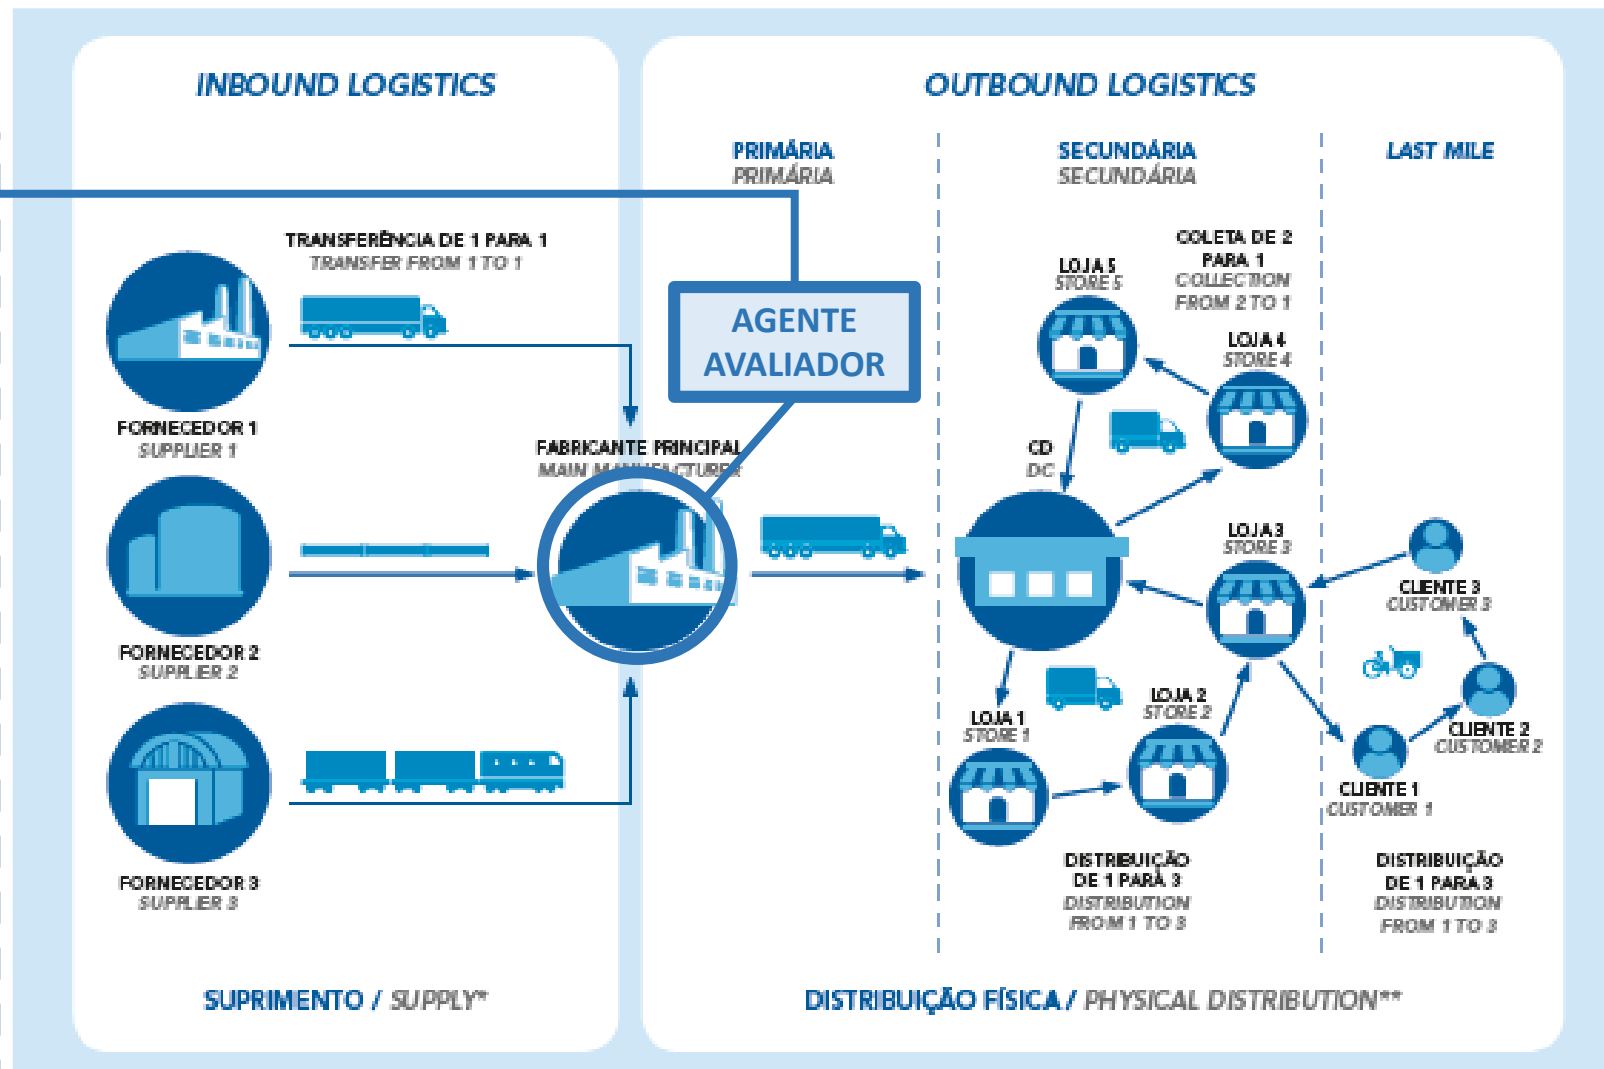 INBOUND LOGISTICS
TRANSFERÊNCIA DE 1 PARA 1
TRANSFER FROM 1 TO 1
FORNECEDOR 1
SUPPLIER 1
FORNECEDOR 2
SUPPLIER 2
FORNECEDOR 3
SUPPLIER 3
FABRICANTE PRINCIPAL
MAIN MANUFACTURER
SUPRIMENTO / SUPPLY*
AGENTE
AVALIADOR
OUTBOUND LOGISTICS
PRIMÁRIA
PRIMÁRIA
SECUNDÁRIA
SECUNDÁRIA
LAST MILE
LOJA 5
STORE 5
COLETA DE 2
PARA 1
COLLECTION
FROM 2 TO 1
LOJA 4
STORE 4
CD
DC
LOJA 3
STORE 3
LOJA 2
STORE 2
LOJA 1
STORE 1
CLIENTE 3
CUSTOMER 3
CLIENTE 2
CUSTOMER 2
CLIENTE 1
CUSTOMER 1
DISTRIBUIÇÃO
DE 1 PARA 3
DISTRIBUTION
FROM 1 TO 3
DISTRIBUIÇÃO
DE 1 PARA 3
DISTRIBUTION
FROM 1 TO 3
DISTRIBUIÇÃO FÍSICA / PHYSICAL DISTRIBUTION**